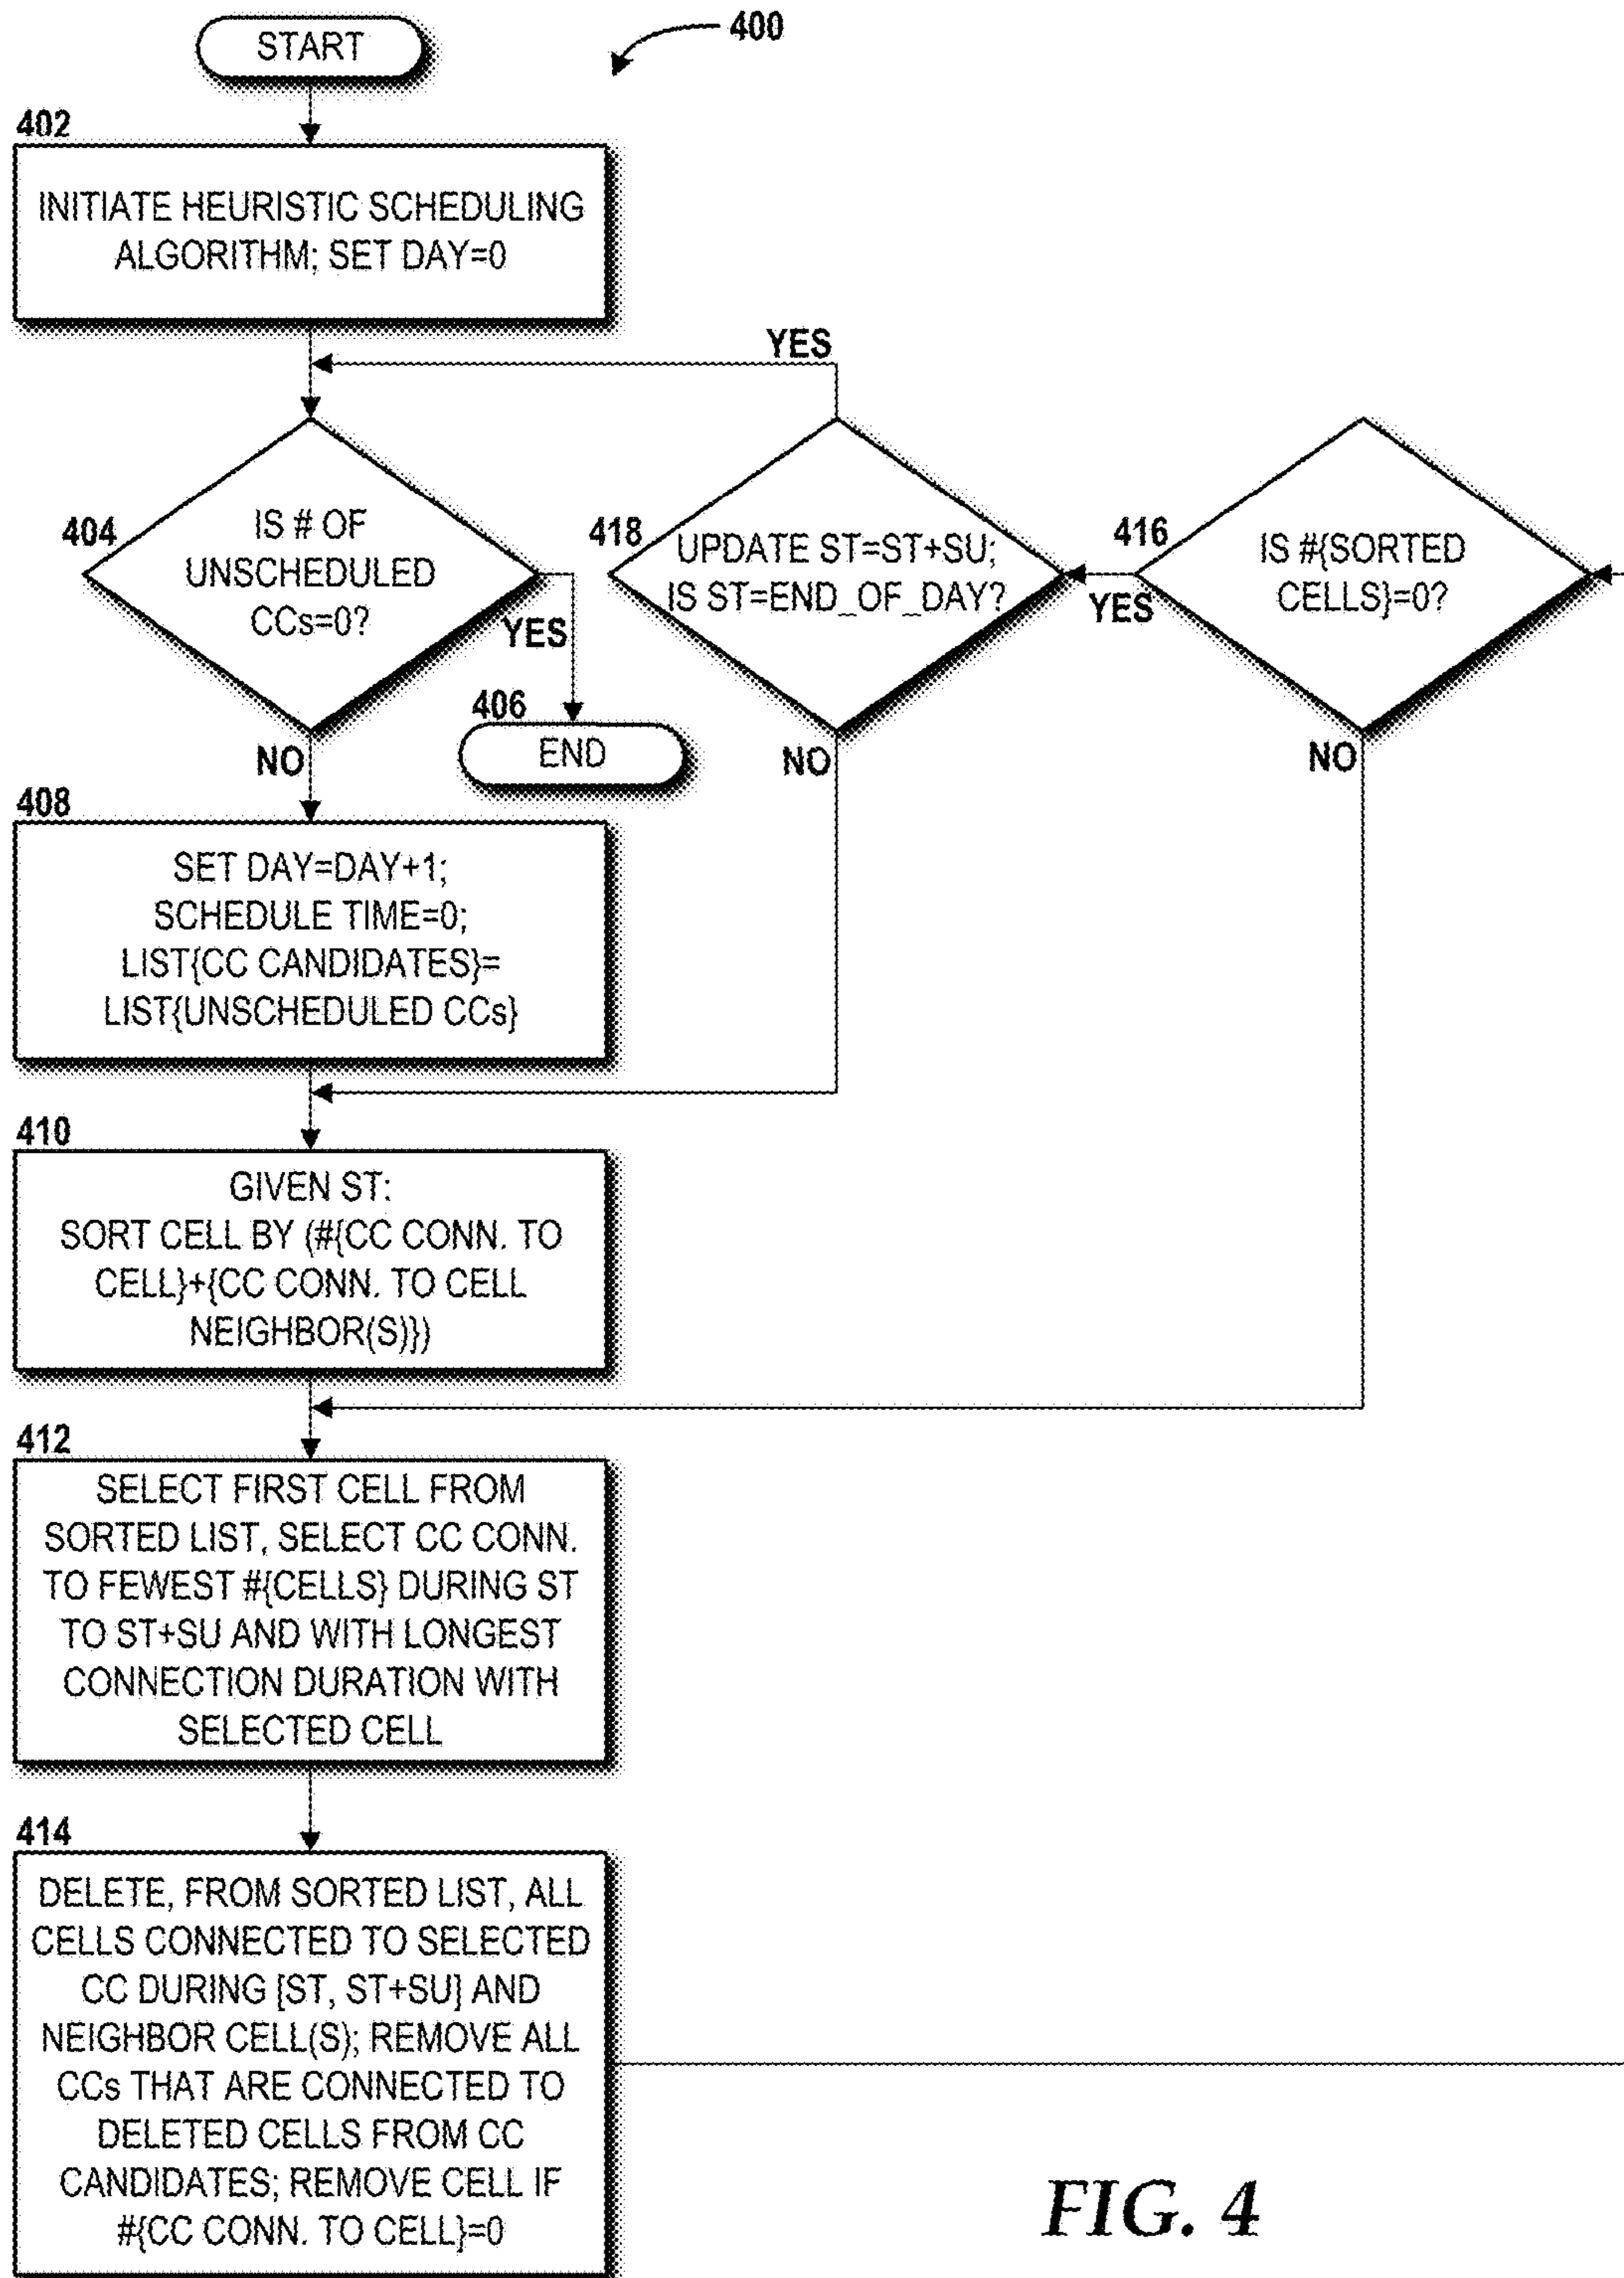 START
400
402
INITIATE HEURISTIC SCHEDULING
ALGORITHM; SET DAY=0
YES
404
IS # OF
UNSCHEDULED
CCs=0?
YES
406
END
NO
418
UPDATE ST=ST+SU;
IS ST=END_OF_DAY?
NO
416
YES
IS #{SORTED
CELLS}=0?
NO
408
SET DAY=DAY+1;
SCHEDULE TIME=0;
LIST{CC CANDIDATES}=
LIST{UNSCHEDULED CCs}
410
GIVEN ST:
SORT CELL BY (#{CC CONN. TO
CELL}+{CC CONN. TO CELL
NEIGHBOR(S)})
412
SELECT FIRST CELL FROM
SORTED LIST, SELECT CC CONN.
TO FEWEST #{CELLS} DURING ST
TO ST+SU AND WITH LONGEST
CONNECTION DURATION WITH
SELECTED CELL
414
DELETE, FROM SORTED LIST, ALL
CELLS CONNECTED TO SELECTED
CC DURING [ST, ST+SU] AND
NEIGHBOR CELL(S); REMOVE ALL
CCs THAT ARE CONNECTED TO
DELETED CELLS FROM CC
CANDIDATES; REMOVE CELL IF
#{CC CONN. TO CELL}=0
FIG. 4